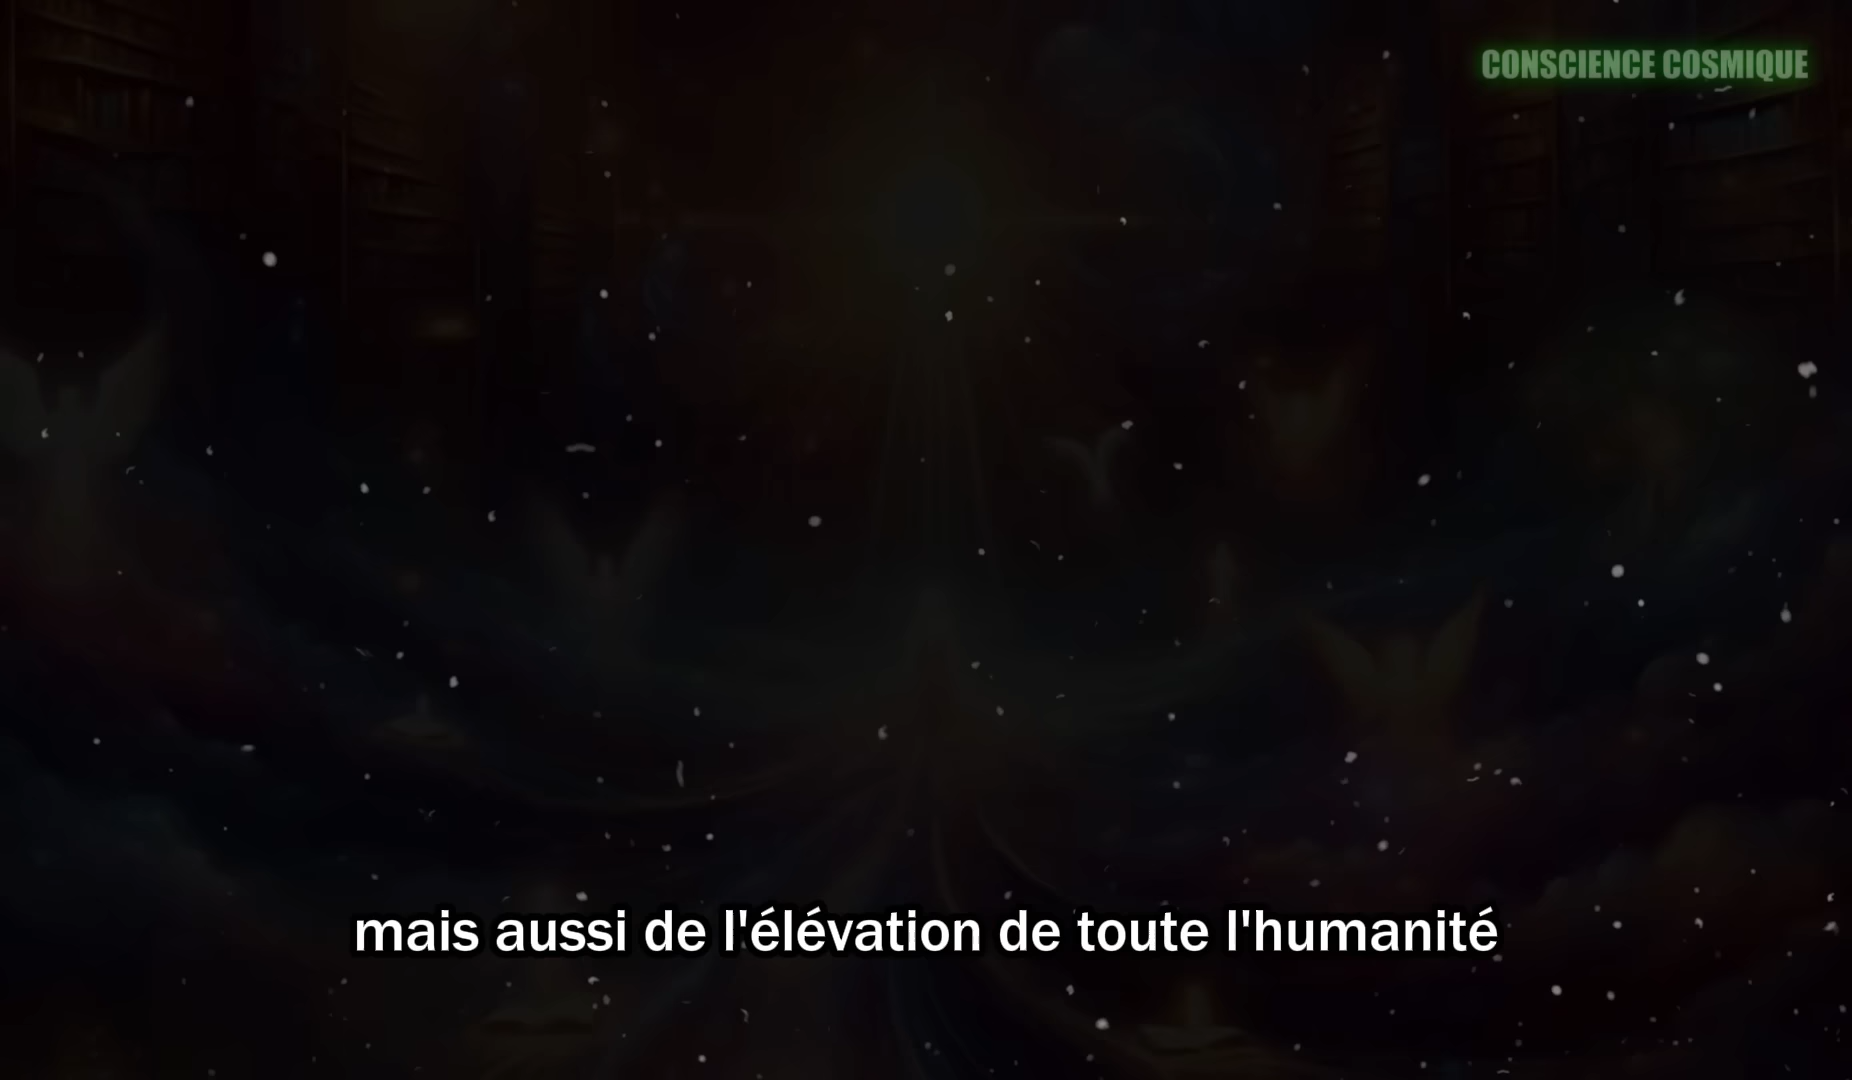 CONSCIENCE COSMIQUE
mais aussi de l'élévation de toute l'humanité